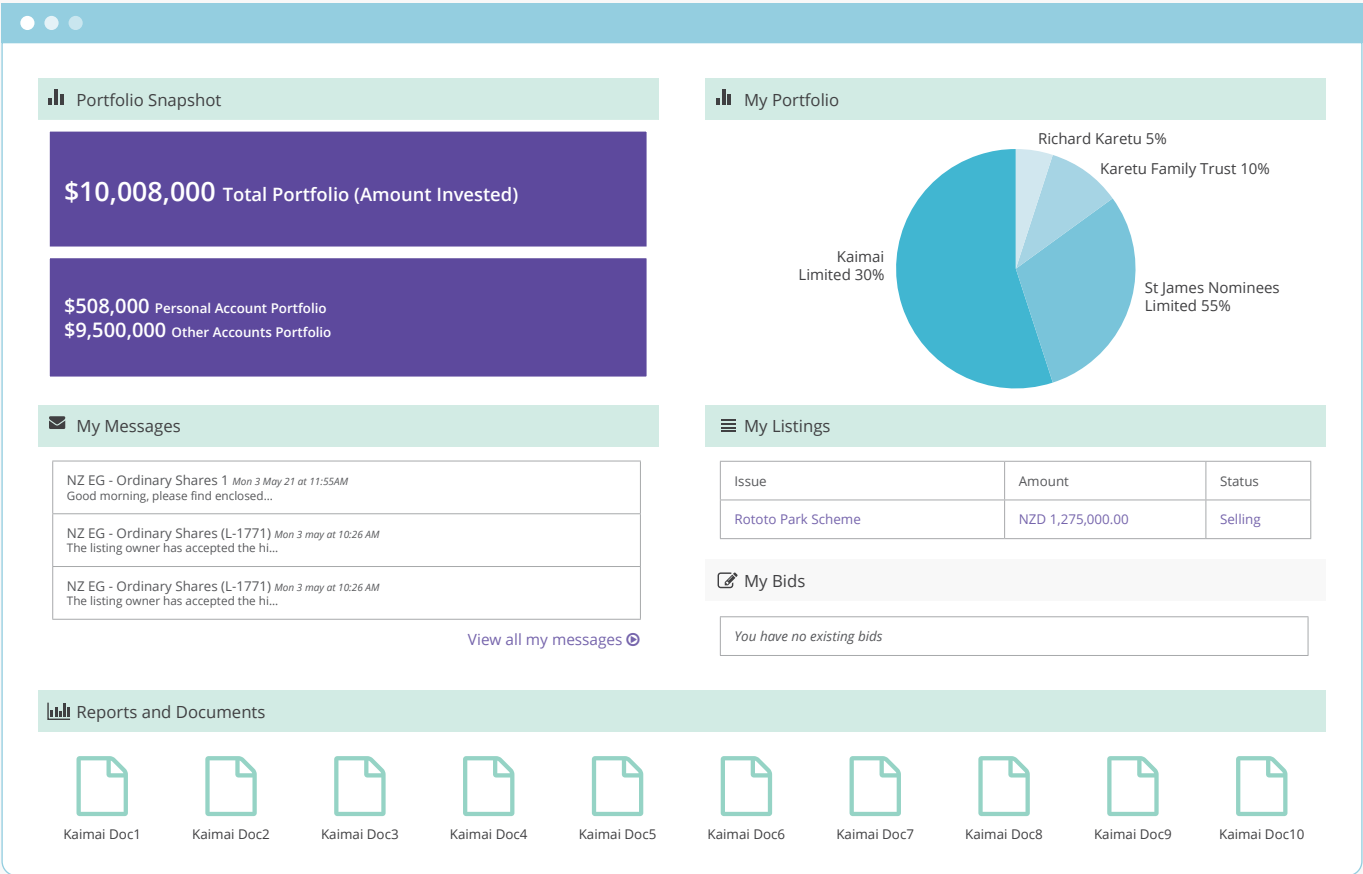 Portfolio Snapshot
$10,008,000 Total Portfolio (Amount Invested)
$508,000 Personal Account Portfolio
$9,500,000 Other Accounts Portfolio
My Portfolio
Richard Karetu 5%
Karetu Family Trust 10%
Kaimai
Limited 30%
St James Nominees
Limited 55%
My Messages
NZ EG - Ordinary Shares 1 Mon 3 May 21 at 11:55AM
Good morning, please find enclosed...
NZ EG - Ordinary Shares (L-1771) Mon 3 may at 10:26 AM
The listing owner has accepted the hi...
NZ EG - Ordinary Shares (L-1771) Mon 3 may at 10:26 AM
The listing owner has accepted the hi...
View all my messages
My Listings
Issue Amount Status
Rototo Park Scheme NZD 1,275,000.00 Selling
My Bids
You have no existing bids
Reports and Documents
Kaimai Doc1 Kaimai Doc2 Kaimai Doc3 Kaimai Doc4 Kaimai Doc5 Kaimai Doc6 Kaimai Doc7 Kaimai Doc8 Kaimai Doc9 Kaimai Doc10